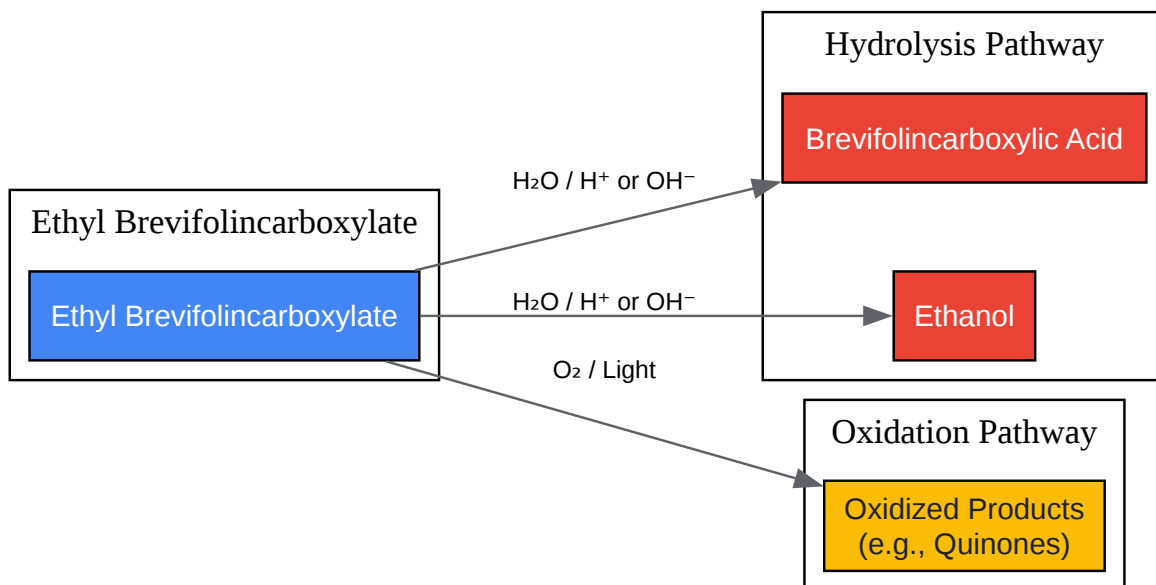 Hydrolysis Pathway
Brevifolincarboxylic Acid
H₂O / H⁺ or OH⁻
Ethyl Brevifolincarboxylate
Ethyl Brevifolincarboxylate
H₂O / H⁺ or OH⁻
Ethanol
O₂ / Light
Oxidation Pathway
Oxidized Products
(e.g., Quinones)